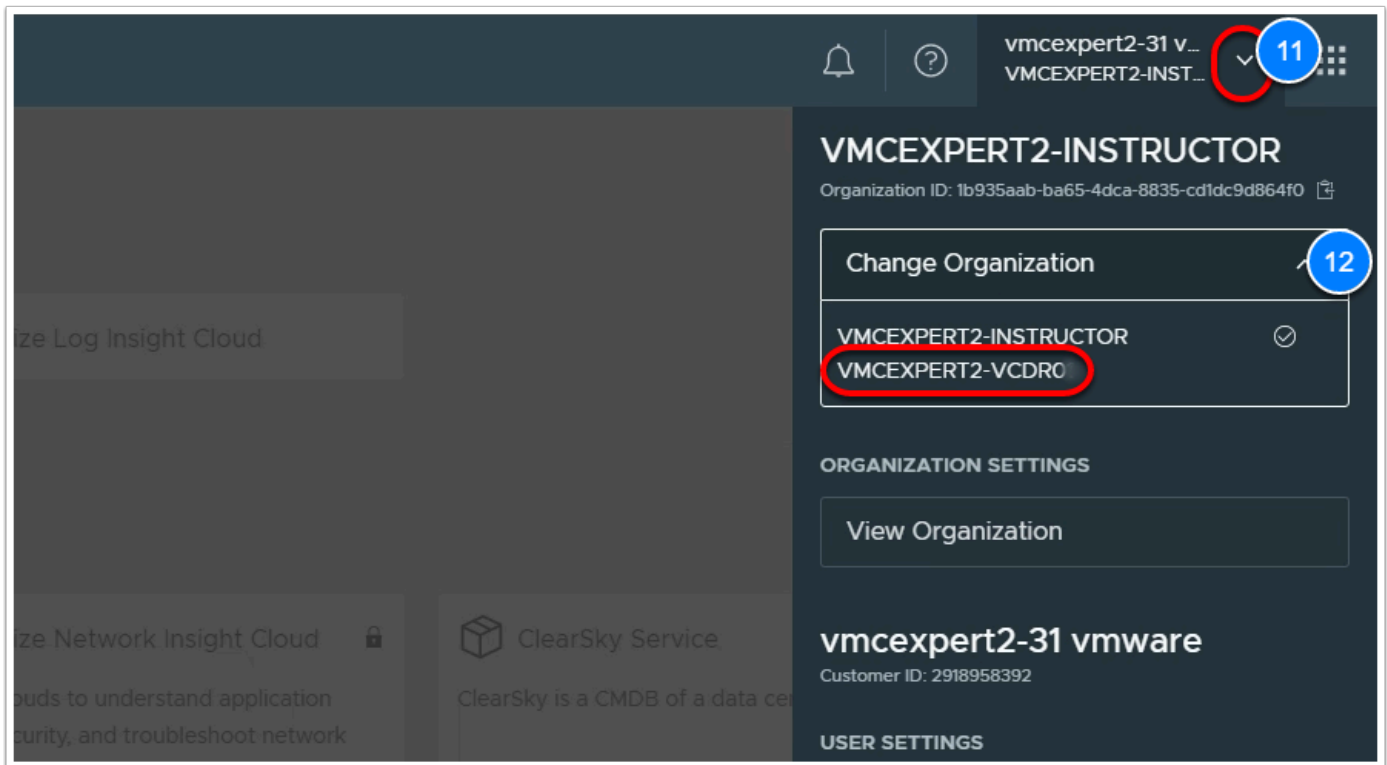 vmcexpert2-31 v...
VMCEXPERT2-INST...
11
VMCEXPERT2-INSTRUCTOR
Organization ID: 1b935aab-ba65-4dca-8835-cd1dc9d864f0
Change Organization
12
VMCEXPERT2-INSTRUCTOR
VMCEXPERT2-VCDR0
ize Log Insight Cloud
ORGANIZATION SETTINGS
View Organization
ize Network Insight Cloud
ClearSky Service
ouds to understand application
curity, and troubleshoot network
ClearSky is a CMDB of a data cen
vmcexpert2-31 vmware
Customer ID: 2918958392
USER SETTINGS